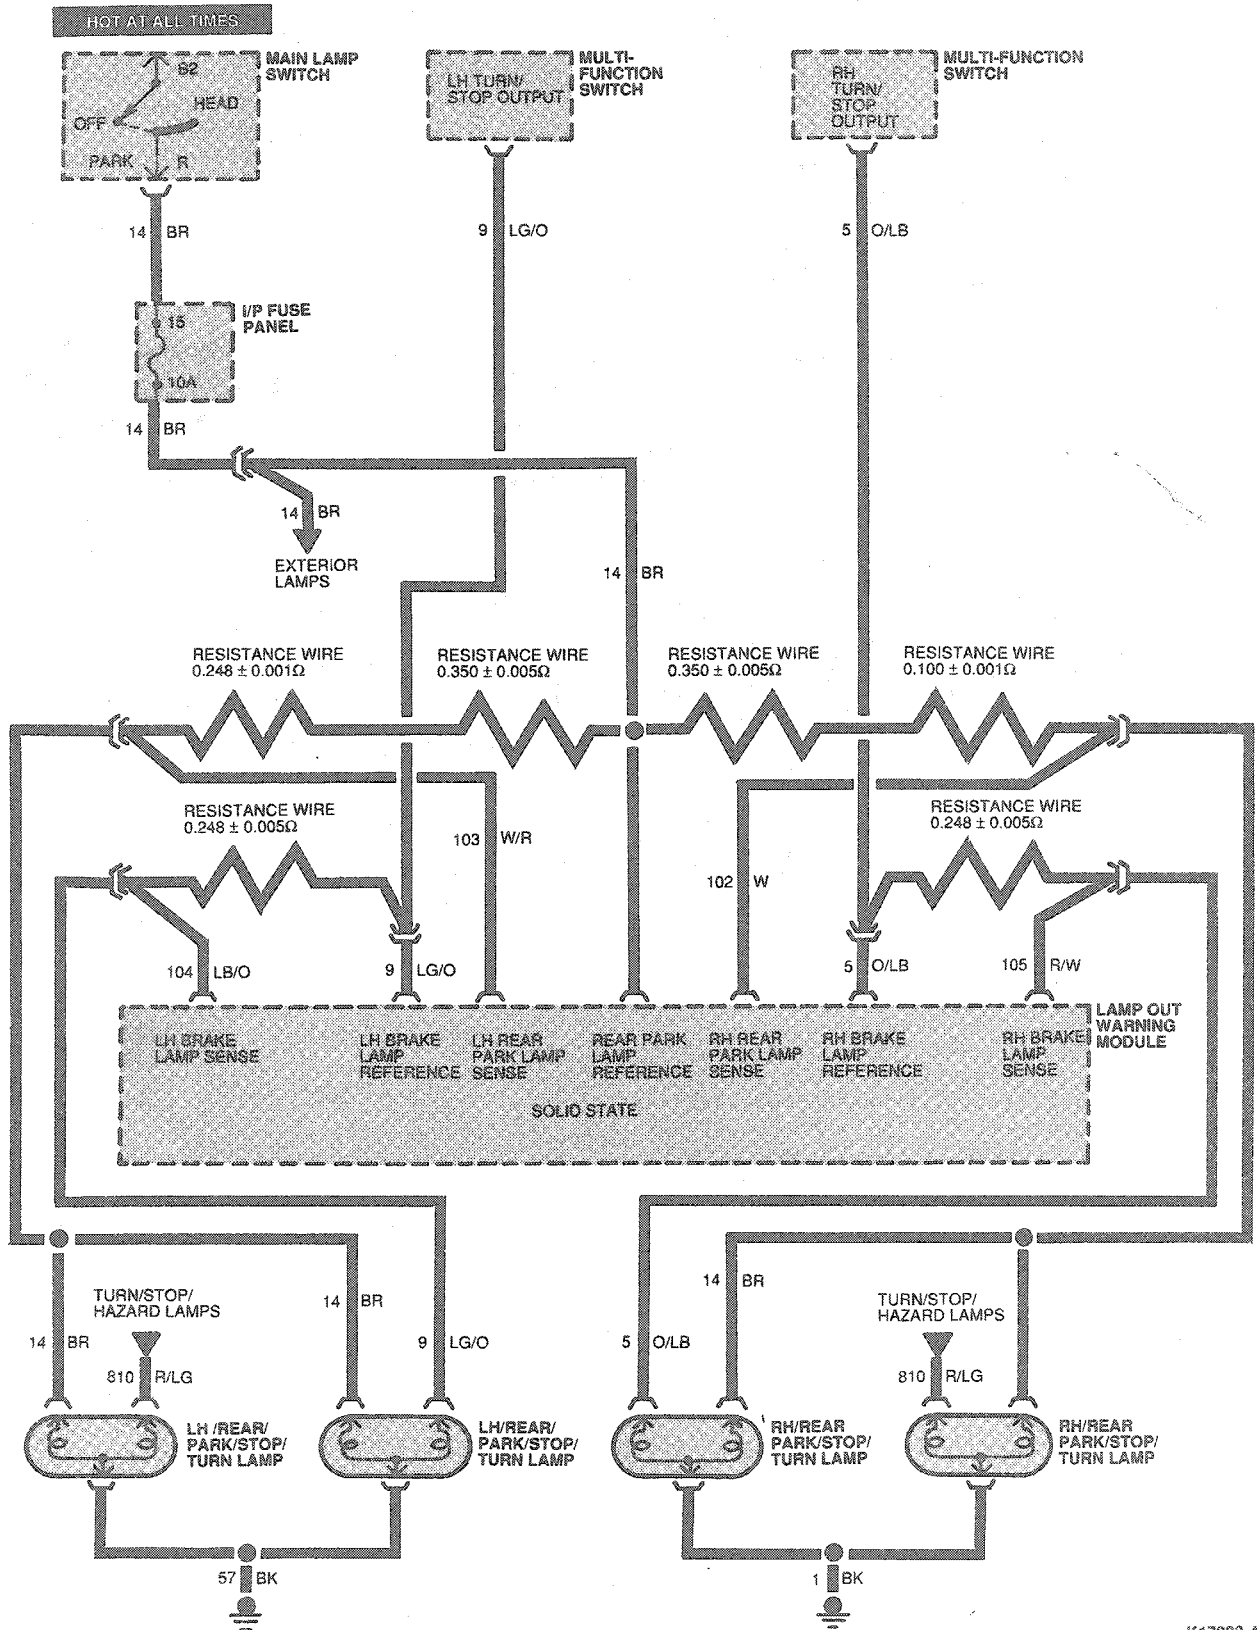 HOT AT ALL TIMES
B2
HEAD
OFF
PARK
R
MAIN LAMP
SWITCH
LH TURN/
STOP OUTPUT
MULTI-
FUNCTION
SWITCH
RH
TURN/
STOP
OUTPUT
MULTI-FUNCTION
SWITCH
14 BR
9 LG/O
5 O/LB
15
10A
I/P FUSE
PANEL
14 BR
14 BR
EXTERIOR
LAMPS
14 BR
RESISTANCE WIRE
0.248 ± 0.001Ω
RESISTANCE WIRE
0.350 ± 0.005Ω
RESISTANCE WIRE
0.350 ± 0.005Ω
RESISTANCE WIRE
0.100 ± 0.001Ω
RESISTANCE WIRE
0.248 ± 0.005Ω
103 W/R
RESISTANCE WIRE
0.248 ± 0.005Ω
102 W
104 LB/O
9 LG/O
5 O/LB
105 R/W
LH BRAKE
LAMP SENSE
LH BRAKE
LAMP
REFERENCE
LH REAR
PARK LAMP
SENSE
REAR PARK
LAMP
REFERENCE
RH REAR
PARK LAMP
SENSE
RH BRAKE
LAMP
REFERENCE
RH BRAKE
LAMP
SENSE
LAMP OUT
WARNING
MODULE
SOLID STATE
TURN/STOP/
HAZARD LAMPS
14 BR
810 R/LG
14 BR
9 LG/O
5 O/LB
14 BR
TURN/STOP/
HAZARD LAMPS
810 R/LG
LH /REAR/
PARK/STOP/
TURN LAMP
LH/REAR/
PARK/STOP/
TURN LAMP
RH/REAR
PARK/STOP/
TURN LAMP
RH/REAR
PARK/STOP/
TURN LAMP
57 BK
1 BK